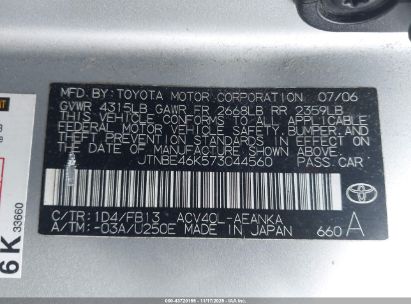 MFD. BY TOYOTA MOTOR CORPORATION 07/06
GVWR 4315LB GAWR FR 2668LB RR 2359LB
THIS VEHICLE CONFORMS TO ALL APPLICABLE
FEDERAL MOTOR VEHICLE SAFETY, BUMPER, AND
THEFT PREVENTION STANDARDS IN EFFECT ON
THE DATE OF MANUFACTURE SHOWN ABOVE.
JTNBE46K573044560 PASS.CAR
C/TR: 1D4/FB13 ACV40L-AEANKA
A/TM: -03A/U250E MADE IN JAPAN 660 A
TOYOTA
6 K
33660